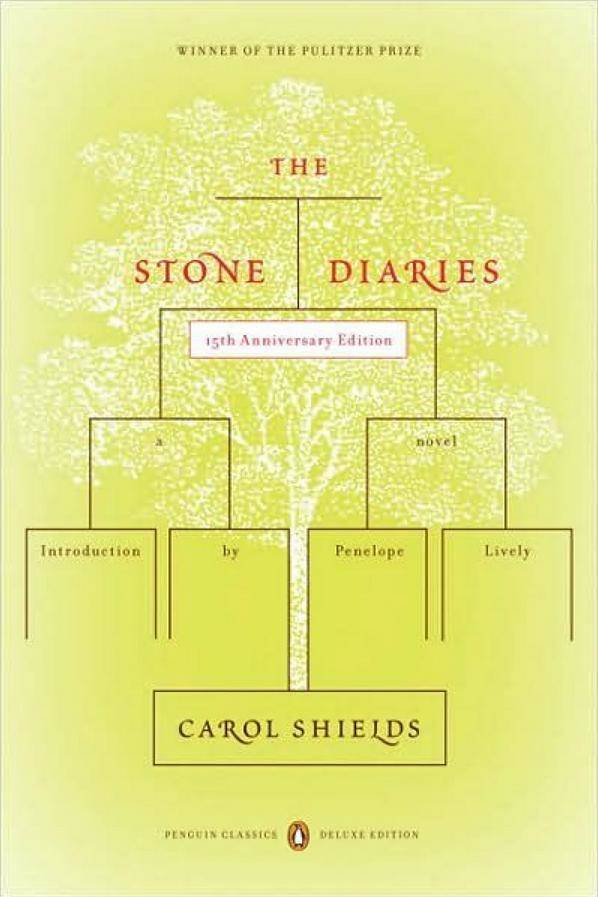 WINNER OF THE PULITZER PRIZE
THE
STONE DIARIES
15th Anniversary Edition
a novel
Introduction by Penelope Lively
CAROL SHIELDS
PENGUIN CLASSICS DELUXE EDITION